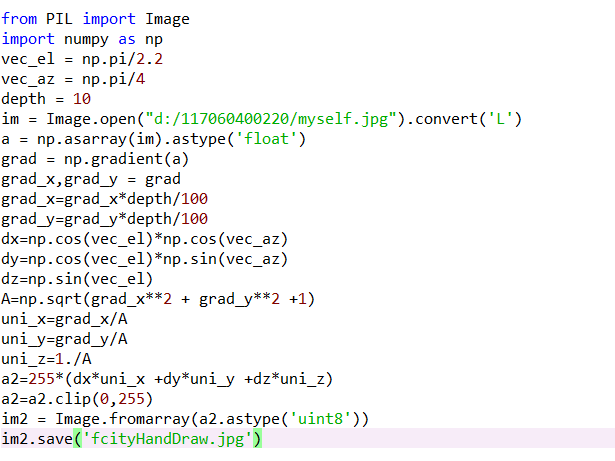 from PIL import Image
import numpy as np
vec_el = np.pi/2.2
vec_az = np.pi/4
depth = 10
im = Image.open("d:/117060400220/myself.jpg").convert('L')
a = np.asarray(im).astype('float')
grad = np.gradient(a)
grad_x,grad_y = grad
grad_x=grad_x*depth/100
grad_y=grad_y*depth/100
dx=np.cos(vec_el)*np.cos(vec_az)
dy=np.cos(vec_el)*np.sin(vec_az)
dz=np.sin(vec_el)
A=np.sqrt(grad_x**2 + grad_y**2 +1)
uni_x=grad_x/A
uni_y=grad_y/A
uni_z=1./A
a2=255*(dx*uni_x +dy*uni_y +dz*uni_z)
a2=a2.clip(0,255)
im2 = Image.fromarray(a2.astype('uint8'))
im2.save('fcityHandDraw.jpg')